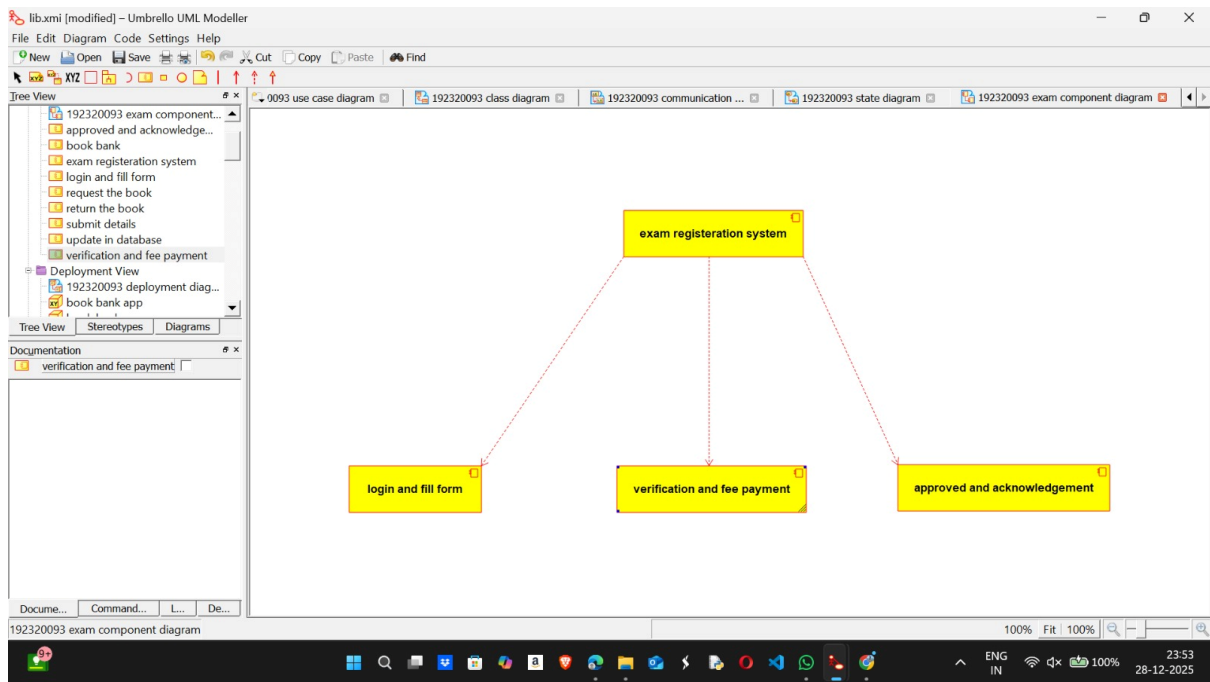 lib.xmi [modified] – Umbrello UML Modeller
File Edit Diagram Code Settings Help
New Open Save Cut Copy Paste Find
XYZ
Tree View
9093 use case diagram
192320093 class diagram
192320093 communication ...
192320093 state diagram
192320093 exam component diagram
192320093 exam component...
approved and acknowledge...
book bank
exam registeration system
login and fill form
request the book
return the book
submit details
update in database
verification and fee payment
Deployment View
192320093 deployment diag...
book bank app
Tree View Stereotypes Diagrams
Documentation
verification and fee payment
exam registeration system
login and fill form
verification and fee payment
approved and acknowledgement
Docume... Command... L... De...
192320093 exam component diagram
100% Fit 100%
9+
ENG
IN
100%
23:53
28-12-2025